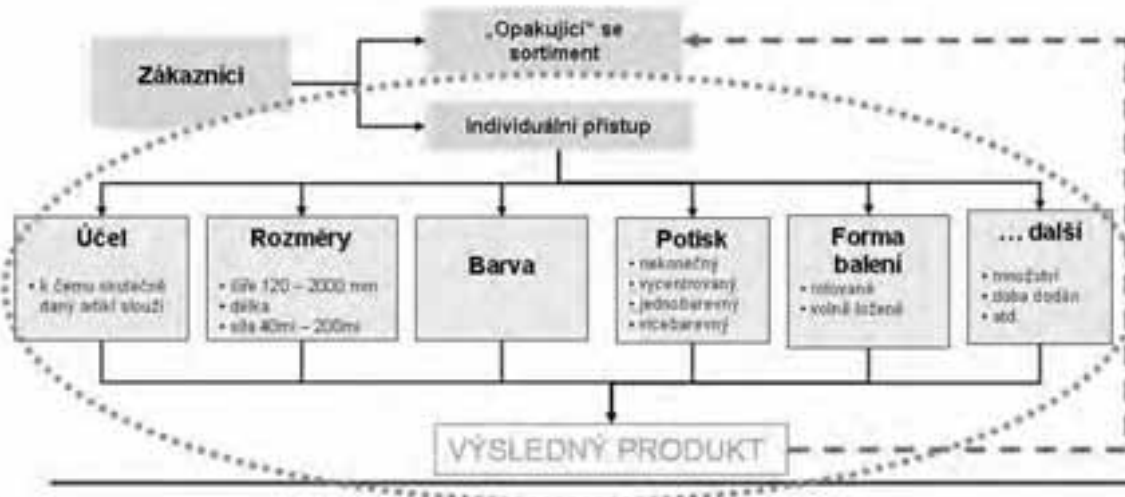 „Opakující“ se
sortiment
Zákazníci
Individuální přístup
Účel
• k čemu skutečně
daný artikl slouží
Rozměry
• šíře 120 – 2000 mm
• délka
• síla 40mi – 200mi
Barva
Potisk
• nekonečný
• vycentrovaný
• jednobarevný
• vícebarevný
Forma
balení
• rolované
• volně ložené
... další
• množství
• doba dodání
• atd.
VÝSLEDNÝ PRODUKT